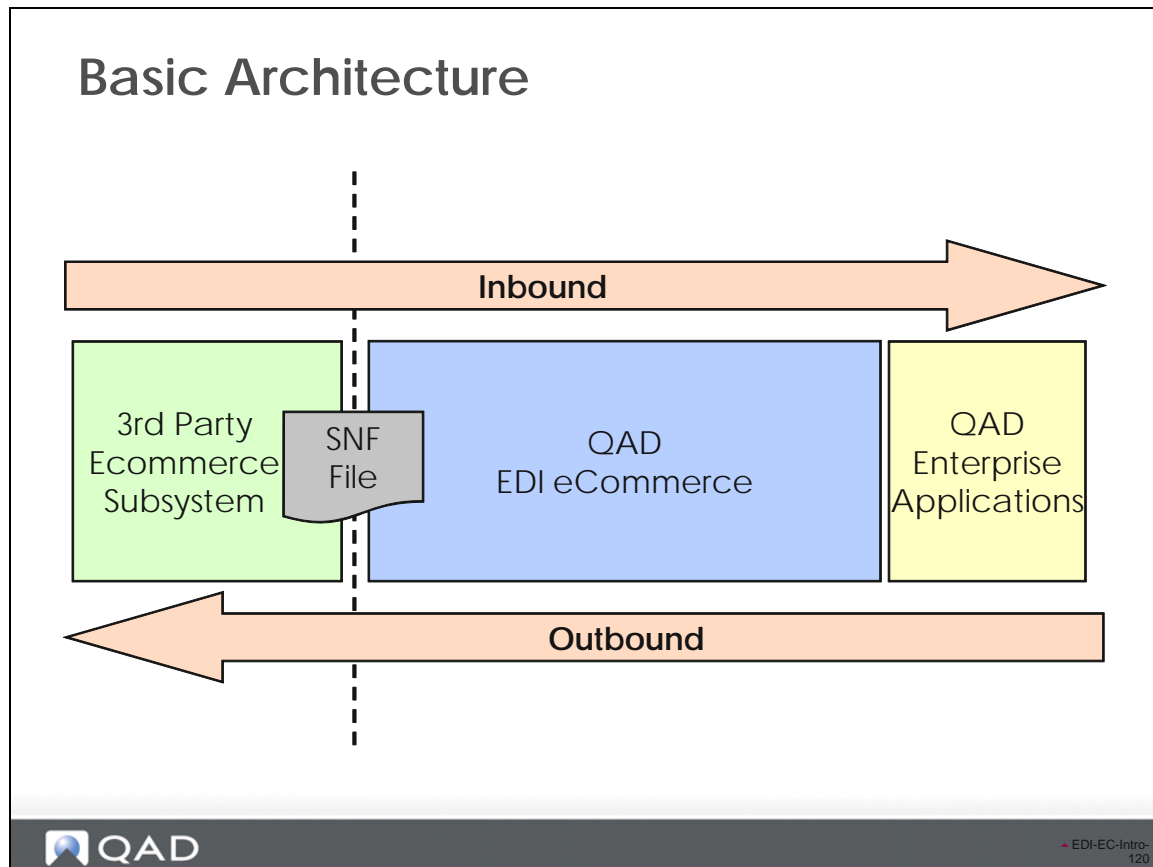 Basic Architecture
Inbound
3rd Party
Ecommerce
Subsystem
SNF
File
QAD
EDI eCommerce
QAD
Enterprise
Applications
Outbound
QAD
EDI-EC-Intro-
120